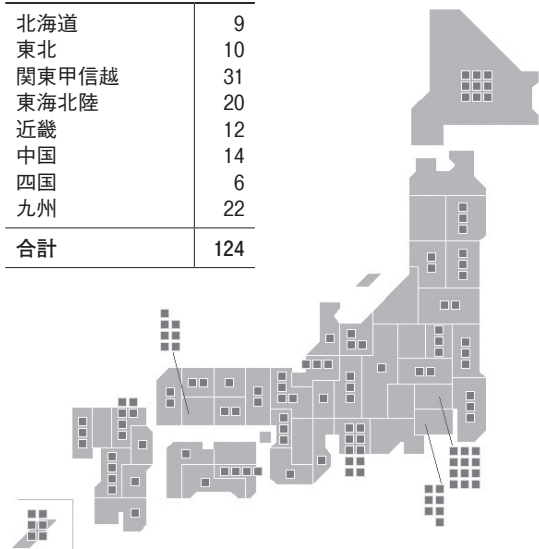 北海道 9
東北 10
関東甲信越 31
東海北陸 20
近畿 12
中国 14
四国 6
九州 22
合計 124